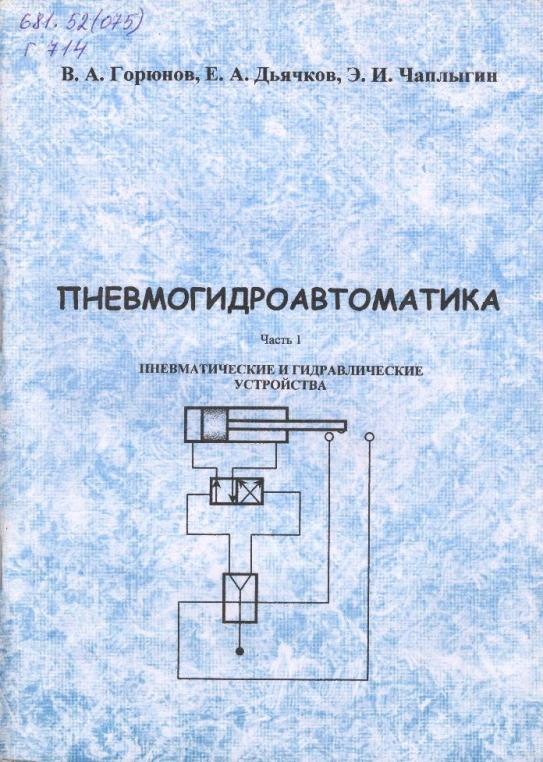 681.52(075)
Г 714
В. А. Горюнов, Е. А. Дьячков, Э. И. Чаплыгин
ПНЕВМОГИДРОАВТОМАТИКА
Часть 1
ПНЕВМАТИЧЕСКИЕ И ГИДРАВЛИЧЕСКИЕ
УСТРОЙСТВА